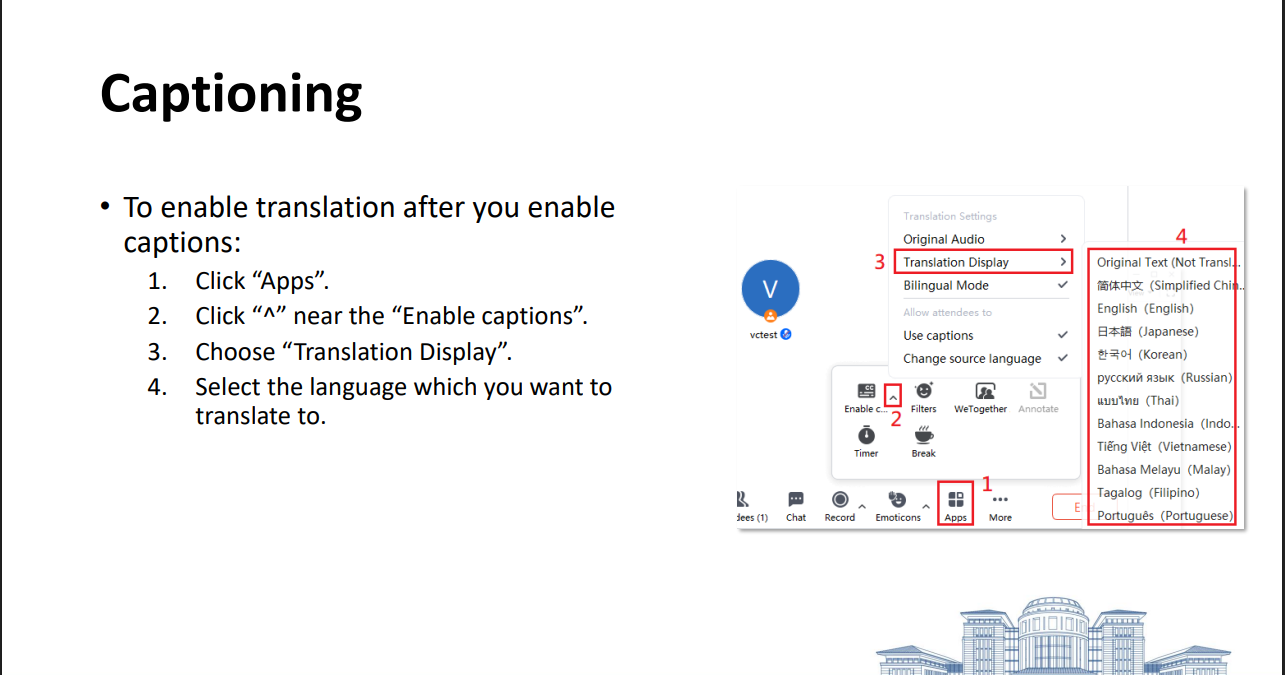 Captioning
• To enable translation after you enable
captions:
1. Click “Apps”.
2. Click “^” near the “Enable captions”.
3. Choose “Translation Display”.
4. Select the language which you want to
translate to.
V
vctest
Translation Settings
Original Audio
3
Translation Display
Bilingual Mode
Allow attendees to
Use captions
Change source language
CC
Enable c...
2
Filters
WeTogether
Annotate
Timer
Break
dees (1)
Chat
Record
Emoticons
1
Apps
More
E
4
Original Text (Not Transl...
简体中文 (Simplified Chin...
English (English)
日本語 (Japanese)
한국어 (Korean)
русский язык (Russian)
แบบไทย (Thai)
Bahasa Indonesia (Indo...
Tiếng Việt (Vietnamese)
Bahasa Melayu (Malay)
Tagalog (Filipino)
Português (Portuguese)